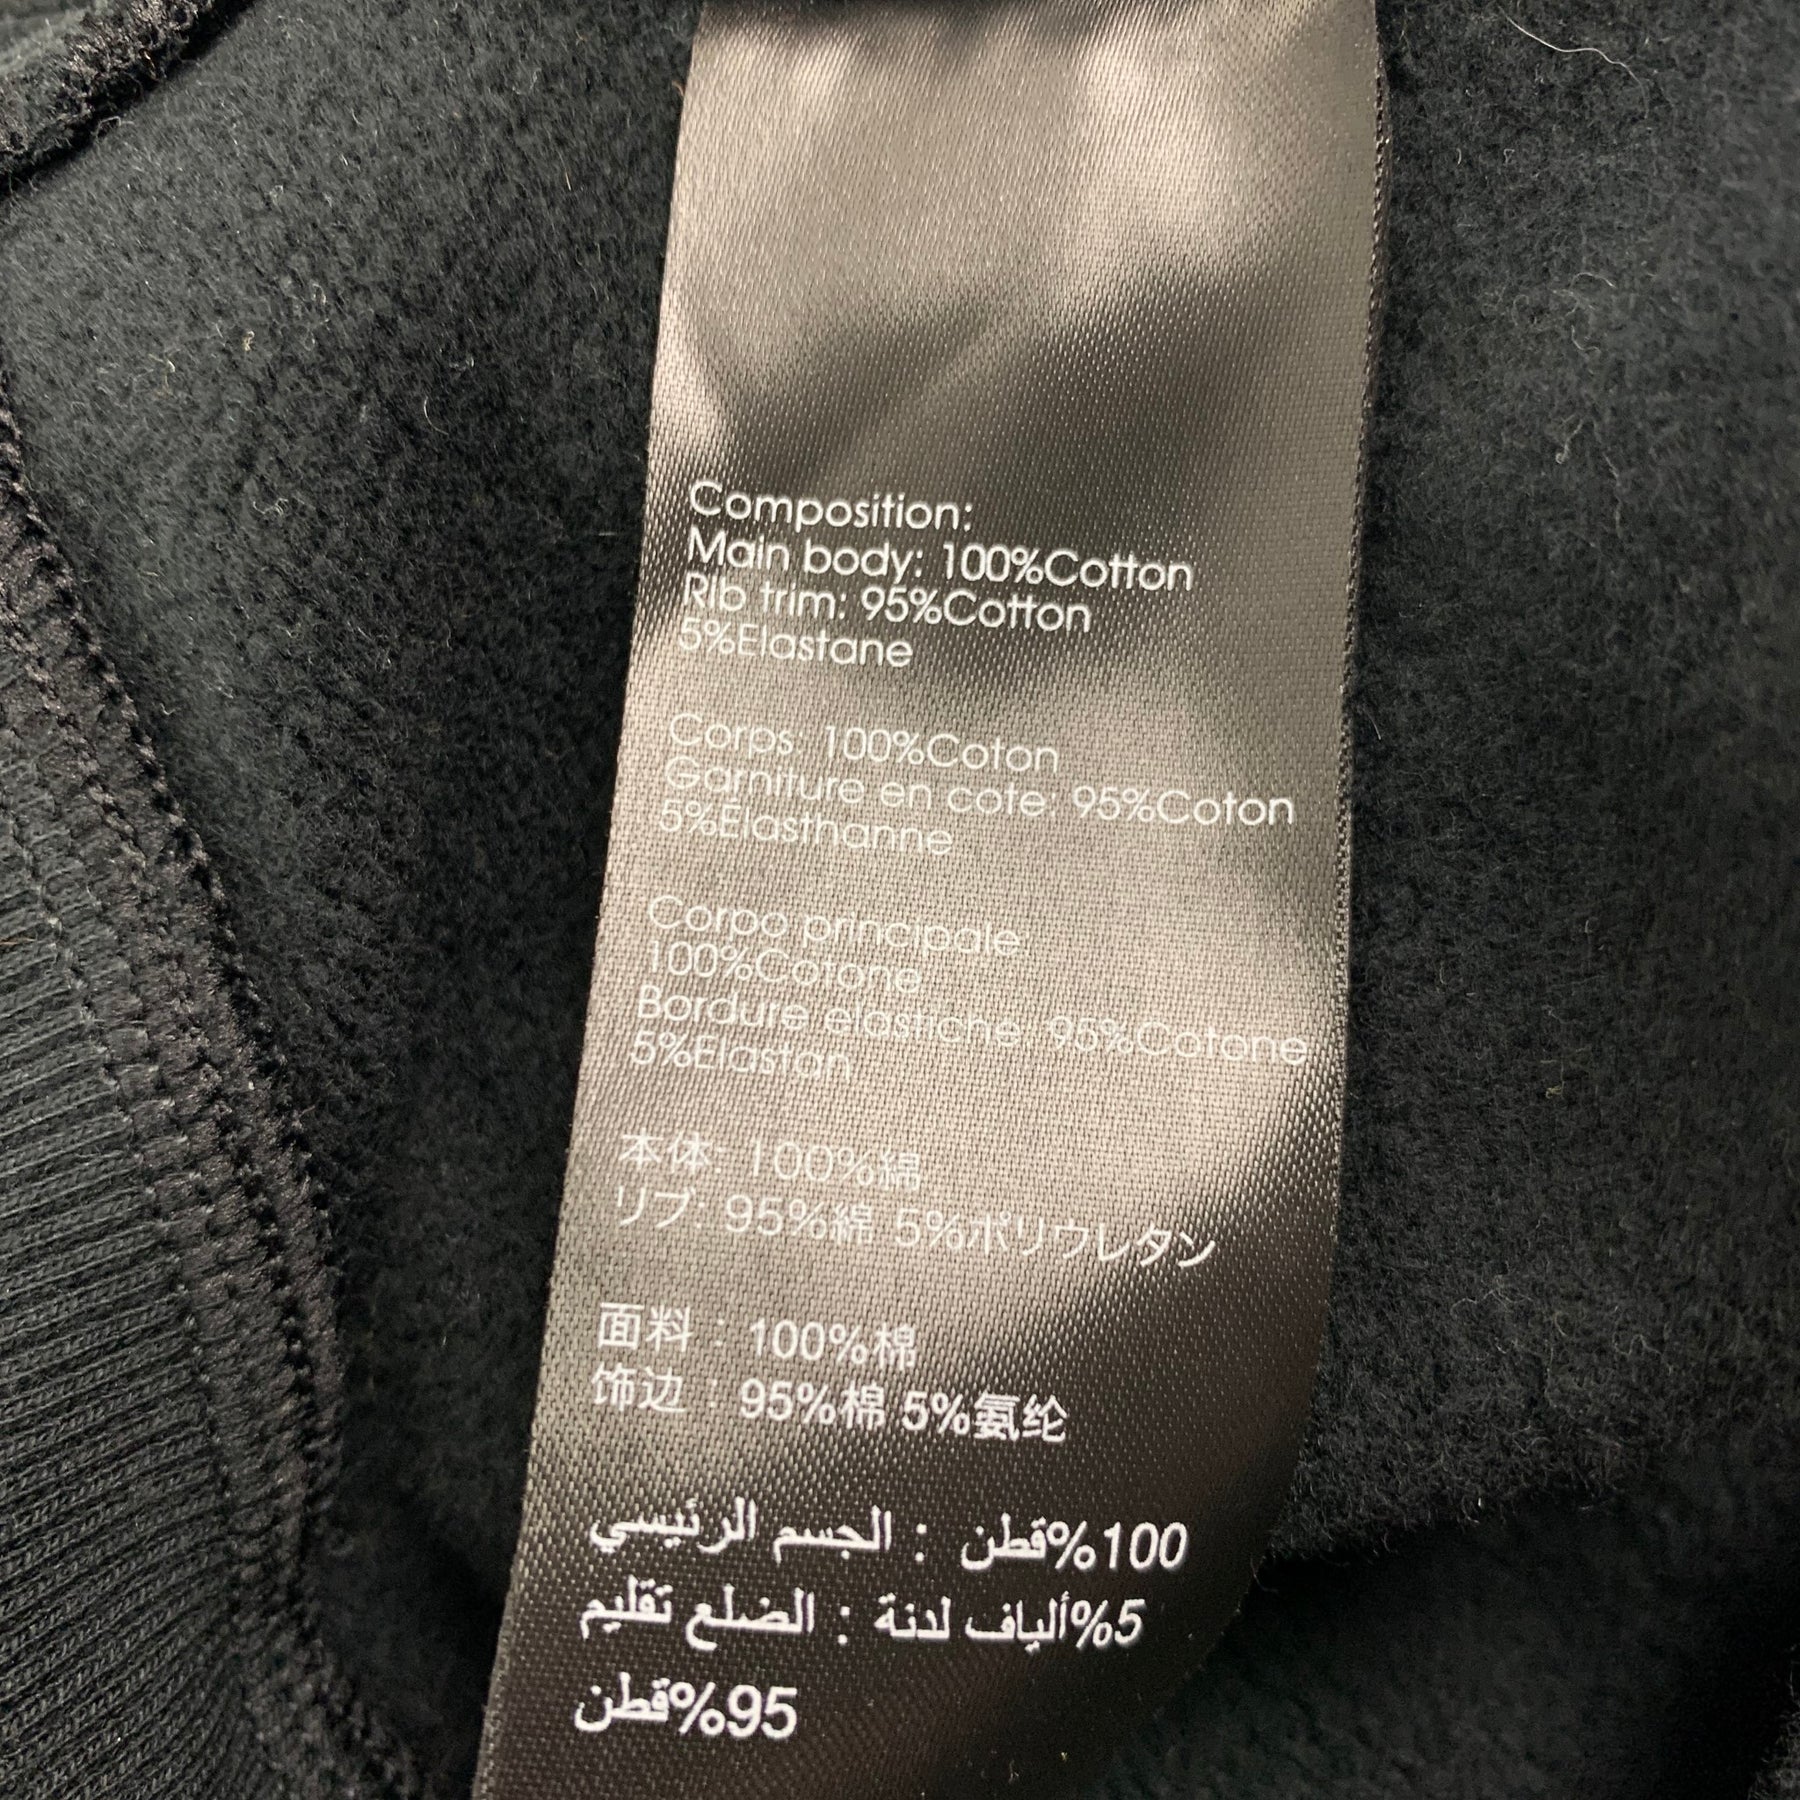 Composition:
Main body: 100%Cotton
Rib trim: 95%Cotton
5%Elastane
Corps: 100%Coton
Garniture en cote: 95%Coton
5%Elasthanne
Corpo principale:
100%Cotone
Bordure elastiche: 95%Cotone
5%Elastan
本体: 100%綿
リブ: 95%綿 5%ポリウレタン
面料：100%棉
饰边：95%棉 5%氨纶
100%قطن : الجسم الرئيسي
5%ألياف لدنة : الضلع تقليم
95%قطن